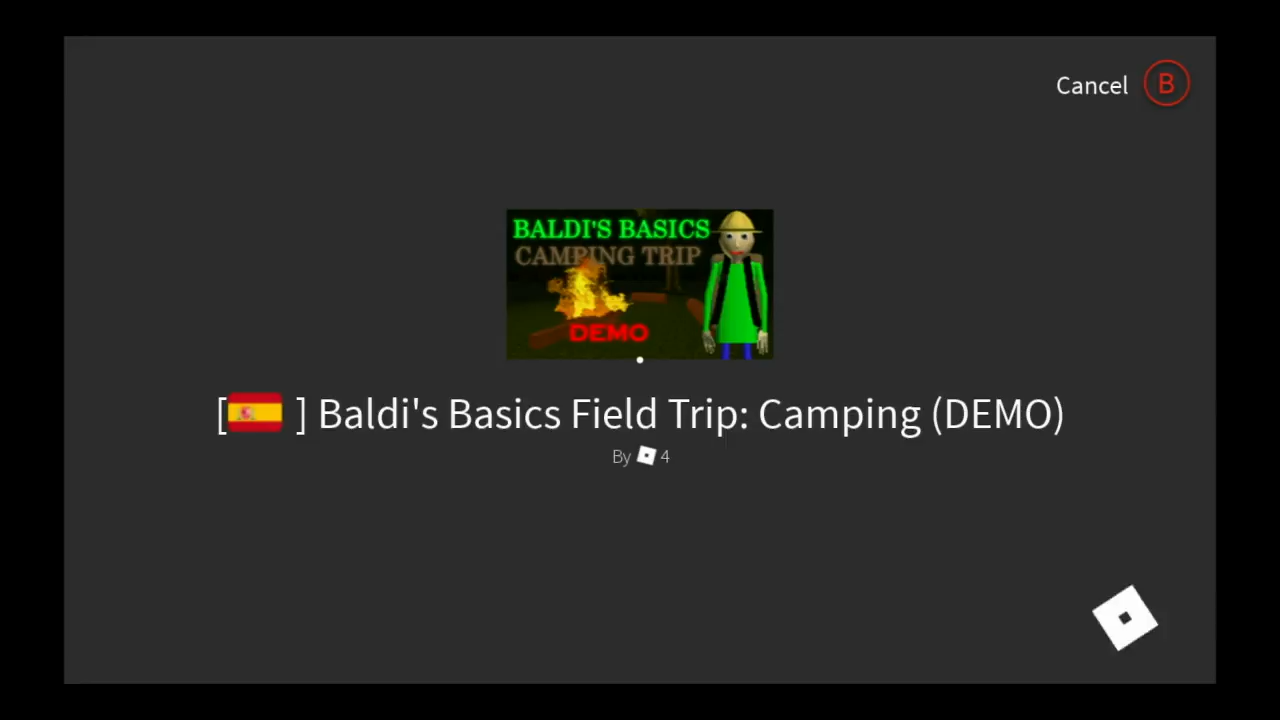 Cancel B
BALDI'S BASICS
CAMPING TRIP
DEMO
[🇪🇸 ] Baldi's Basics Field Trip: Camping (DEMO)
By 4